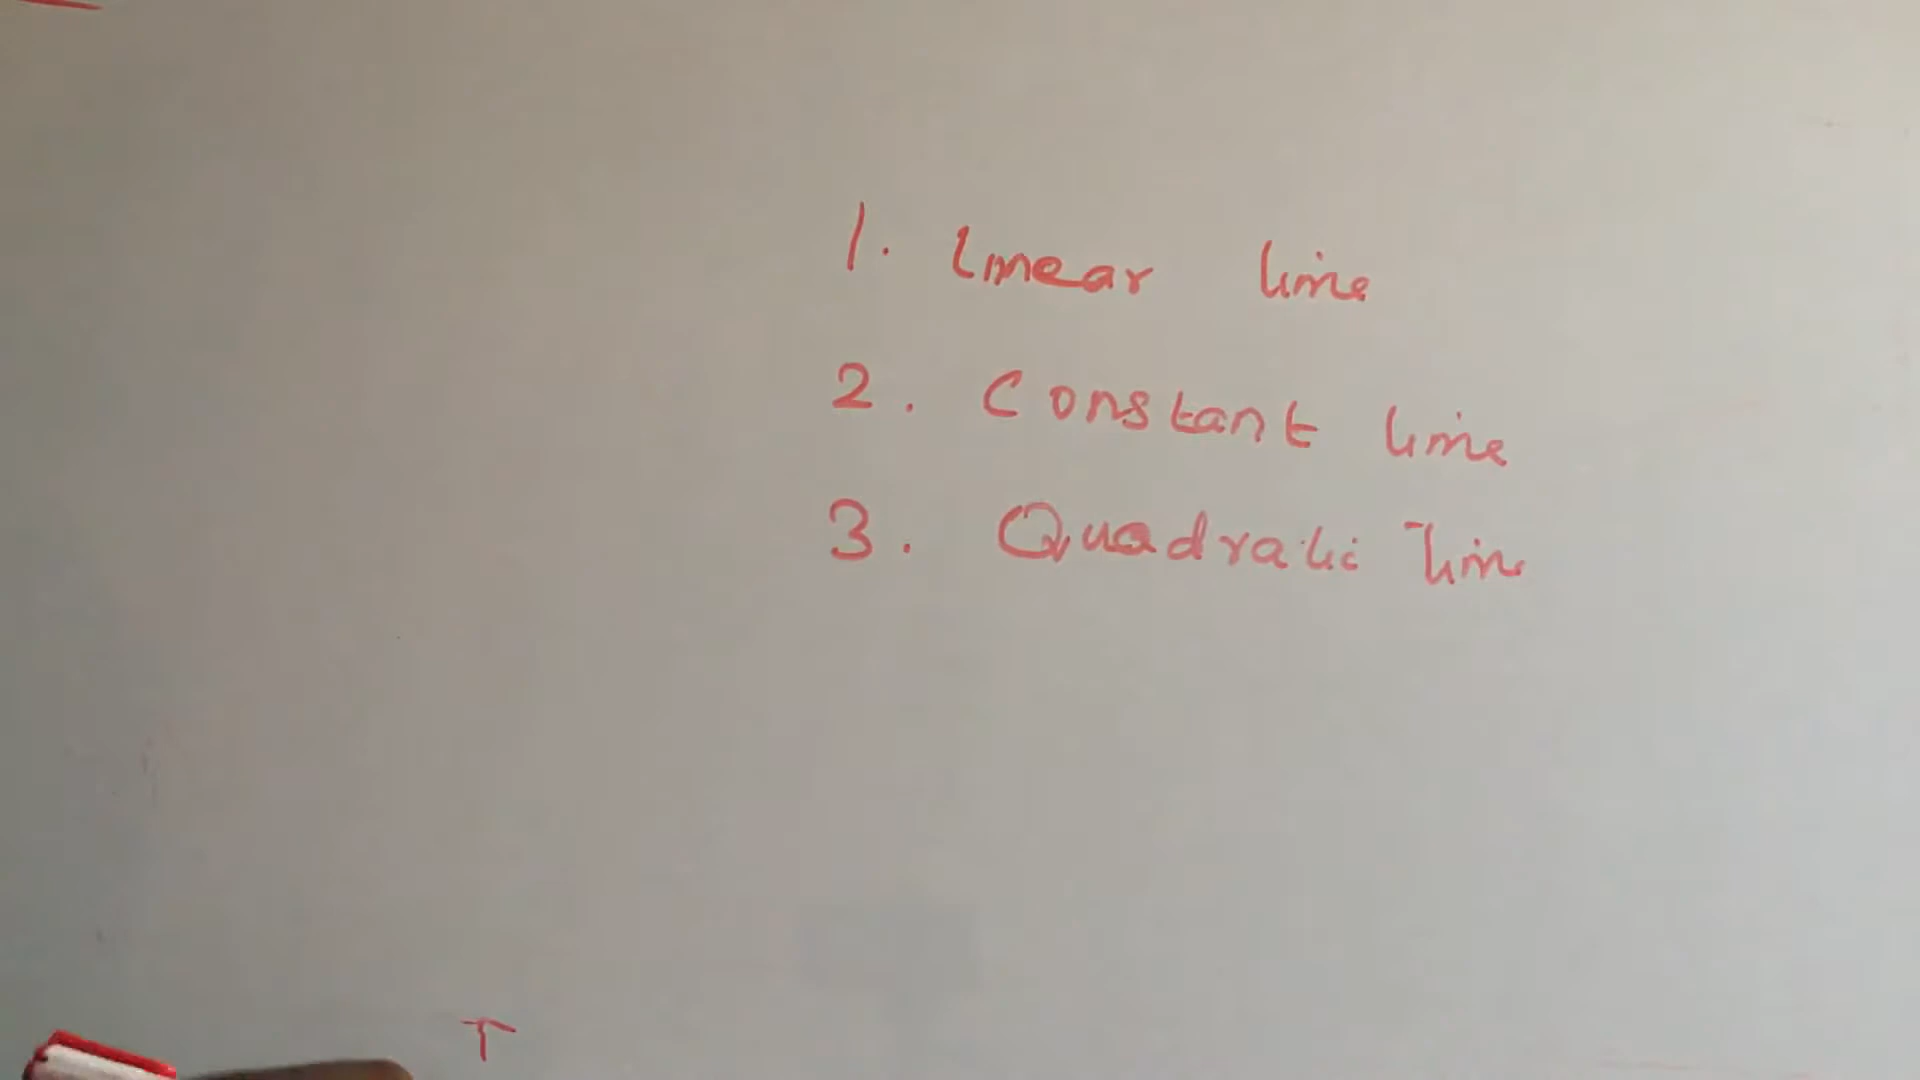 1. linear line
2. Constant line
3. Quadratic line
T